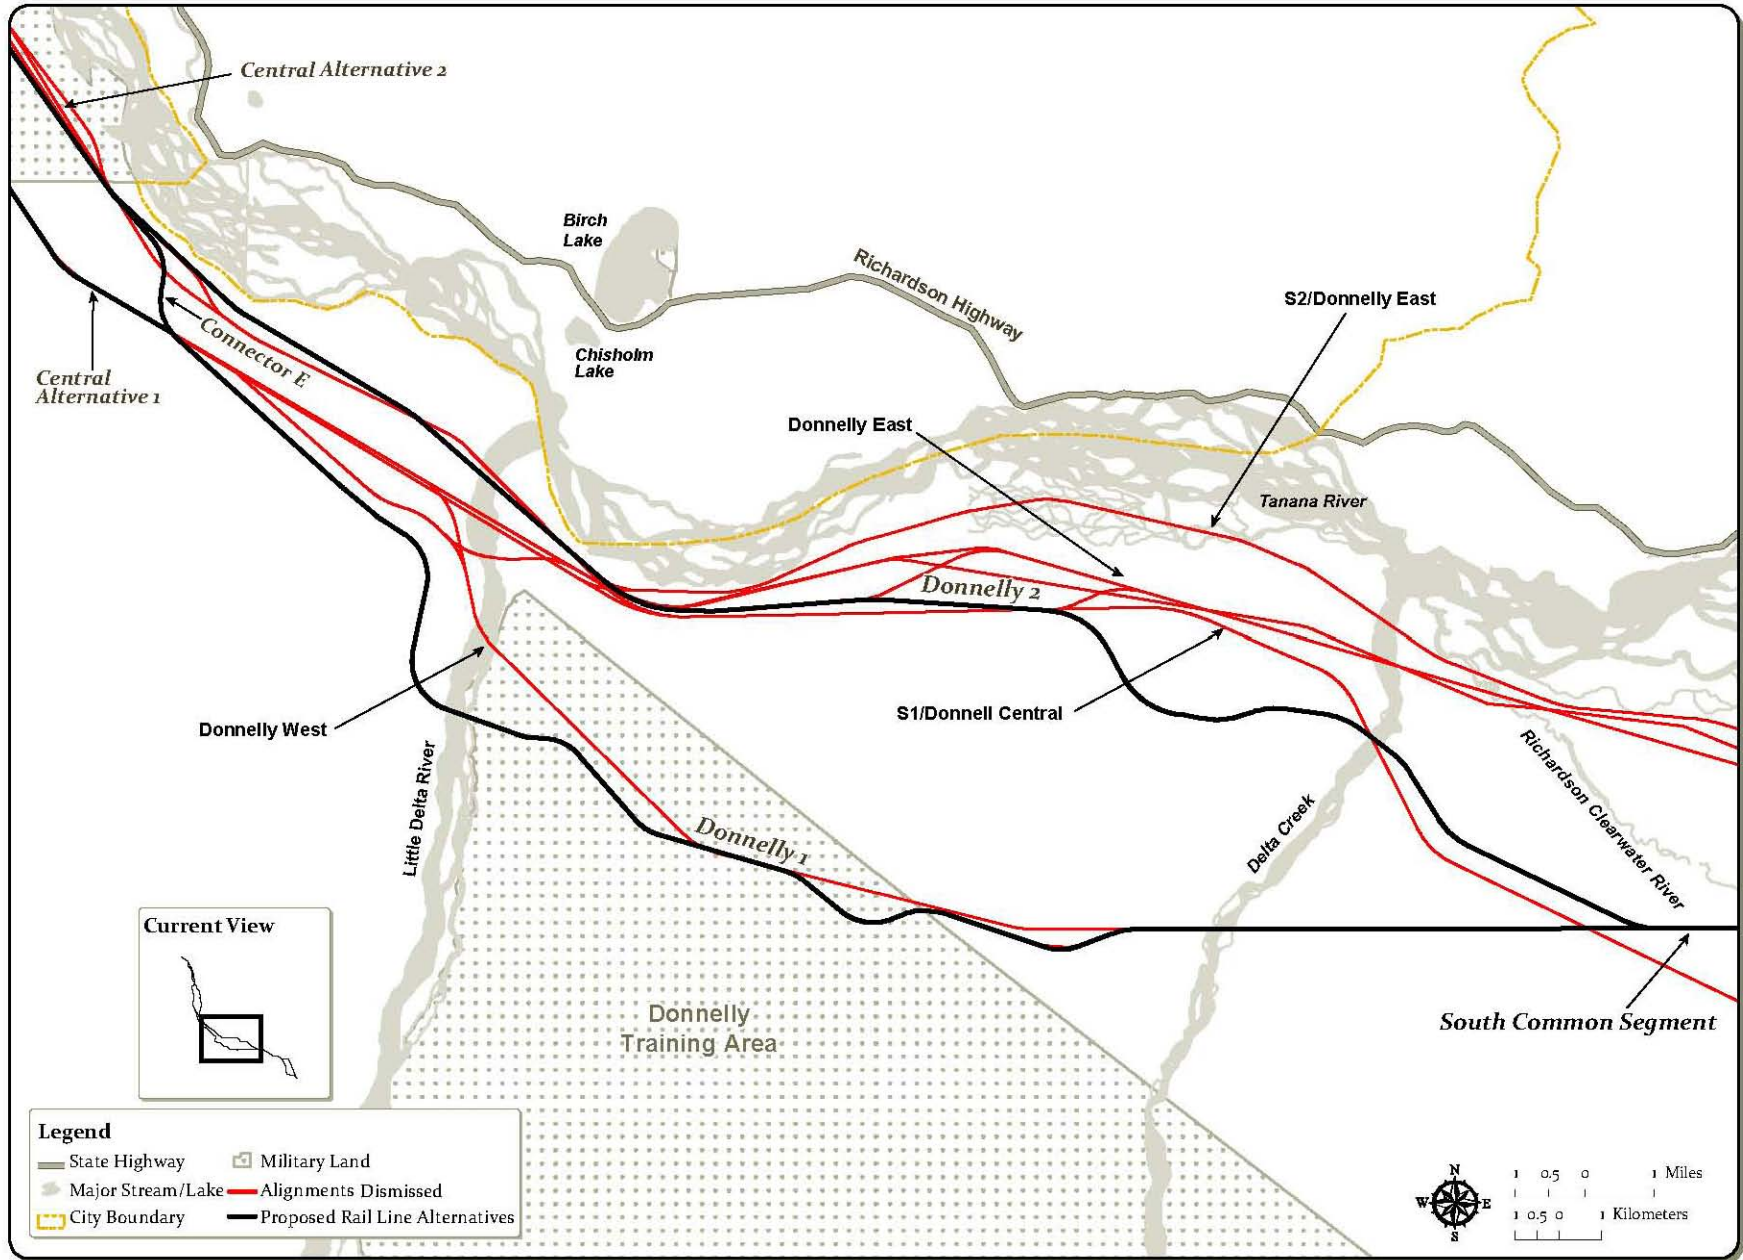 Central Alternative 2
Birch
Lake
Richardson Highway
S2/Donnelly East
Chisholm
Lake
Connector E
Central
Alternative 1
Donnelly East
Tanana River
Donnelly 2
S1/Donnell Central
Donnelly West
Little Delta River
Richardson Clearwater River
Delta Creek
Donnelly 1
Current View
Donnelly
Training Area
South Common Segment
Legend
State Highway
Military Land
Major Stream/Lake
Alignments Dismissed
City Boundary
Proposed Rail Line Alternatives
N
W
E
S
1 0.5 0 1 Miles
1 0.5 0 1 Kilometers